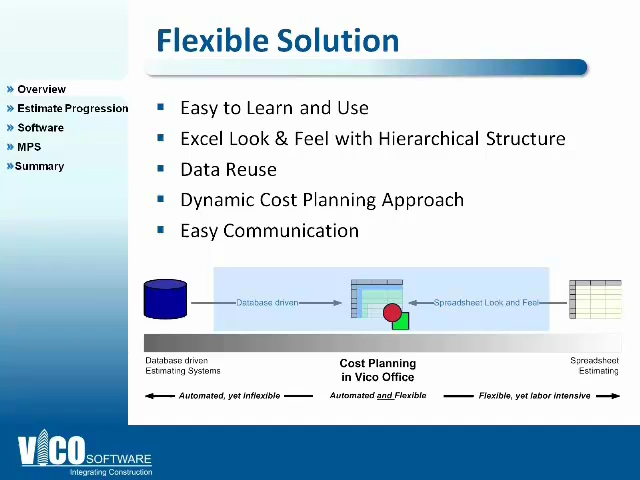 Flexible Solution
Overview
Estimate Progression
Software
MPS
Summary
Easy to Learn and Use
Excel Look & Feel with Hierarchical Structure
Data Reuse
Dynamic Cost Planning Approach
Easy Communication
Database driven
Spreadsheet Look and Feel
Database driven
Estimating Systems
Cost Planning
in Vico Office
Spreadsheet
Estimating
Automated, yet inflexible
Automated and Flexible
Flexible, yet labor intensive
VICO SOFTWARE
Integrating Construction